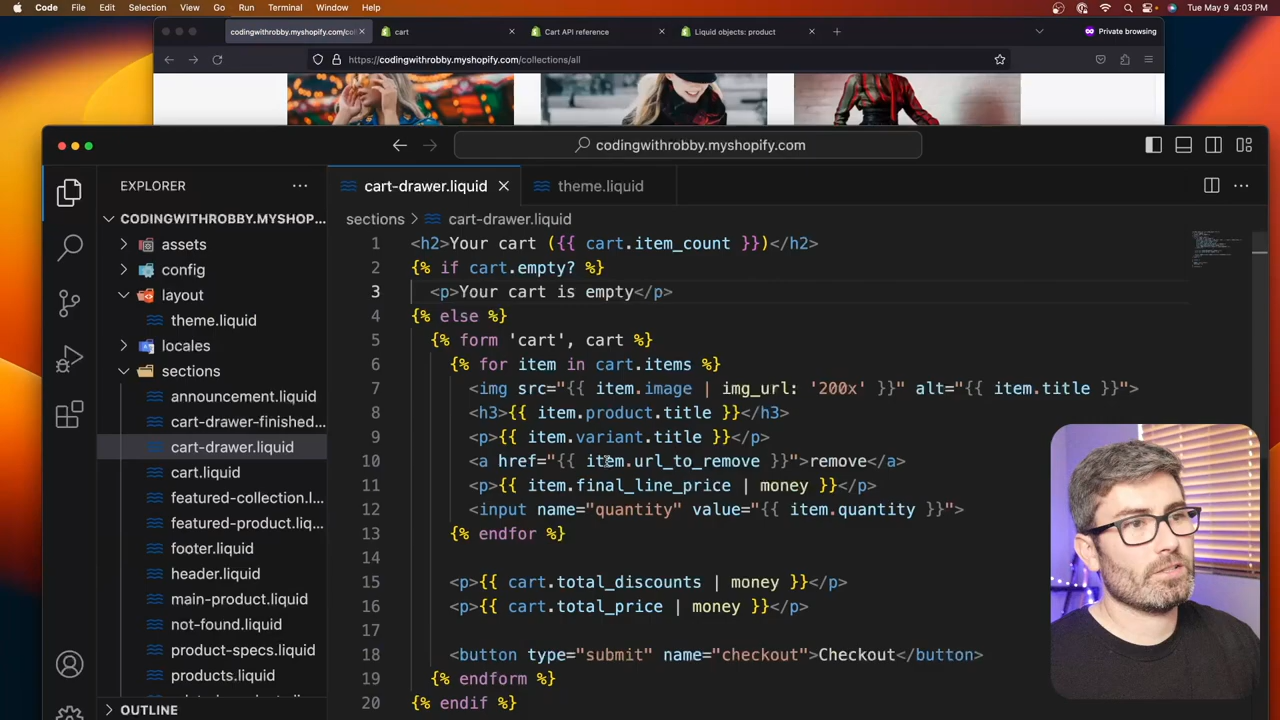 Code File Edit Selection View Go Run Terminal Window Help Tue May 9 4:03 PM
codingwithrobby.myshopify.com/co cart Cart API reference Liquid objects: product Private browsing
https://codingwithrobby.myshopify.com/collections/all
codingwithrobby.myshopify.com
EXPLORER
CODINGWITHROBBY.MYSHOP...
assets
config
layout
theme.liquid
locales
sections
announcement.liquid
cart-drawer-finished...
cart-drawer.liquid
cart.liquid
featured-collection.l...
featured-product.liq...
footer.liquid
header.liquid
main-product.liquid
not-found.liquid
product-specs.liquid
products.liquid
OUTLINE
cart-drawer.liquid theme.liquid
sections > cart-drawer.liquid
1 <h2>Your cart ({{ cart.item_count }})</h2>
2 {% if cart.empty? %}
3 <p>Your cart is empty</p>
4 {% else %}
5 {% form 'cart', cart %}
6 {% for item in cart.items %}
7 <img src="{{ item.image | img_url: '200x' }}" alt="{{ item.title }}">
8 <h3>{{ item.product.title }}</h3>
9 <p>{{ item.variant.title }}</p>
10 <a href="{{ item.url_to_remove }}">remove</a>
11 <p>{{ item.final_line_price | money }}</p>
12 <input name="quantity" value="{{ item.quantity }}">
13 {% endfor %}
14
15 <p>{{ cart.total_discounts | money }}</p>
16 <p>{{ cart.total_price | money }}</p>
17
18 <button type="submit" name="checkout">Checkout</button>
19 {% endform %}
20 {% endif %}